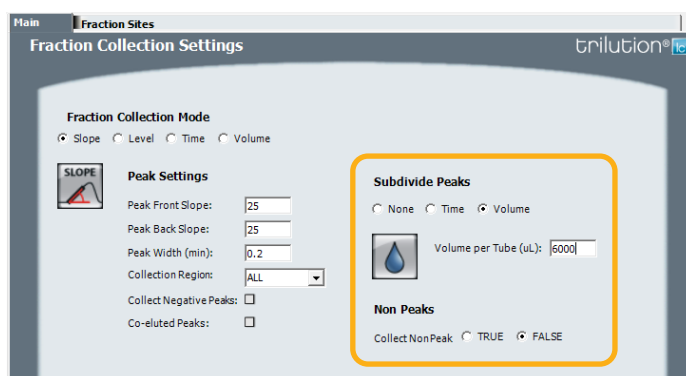 Main Fraction Sites
Fraction Collection Settings
trilution® lc
Fraction Collection Mode
Slope Level Time Volume
SLOPE
Peak Settings
Peak Front Slope: 25
Peak Back Slope: 25
Peak Width (min): 0.2
Collection Region: ALL
Collect Negative Peaks:
Co-eluted Peaks:
Subdivide Peaks
None Time Volume
Volume per Tube (uL): 6000
Non Peaks
Collect NonPeak TRUE FALSE